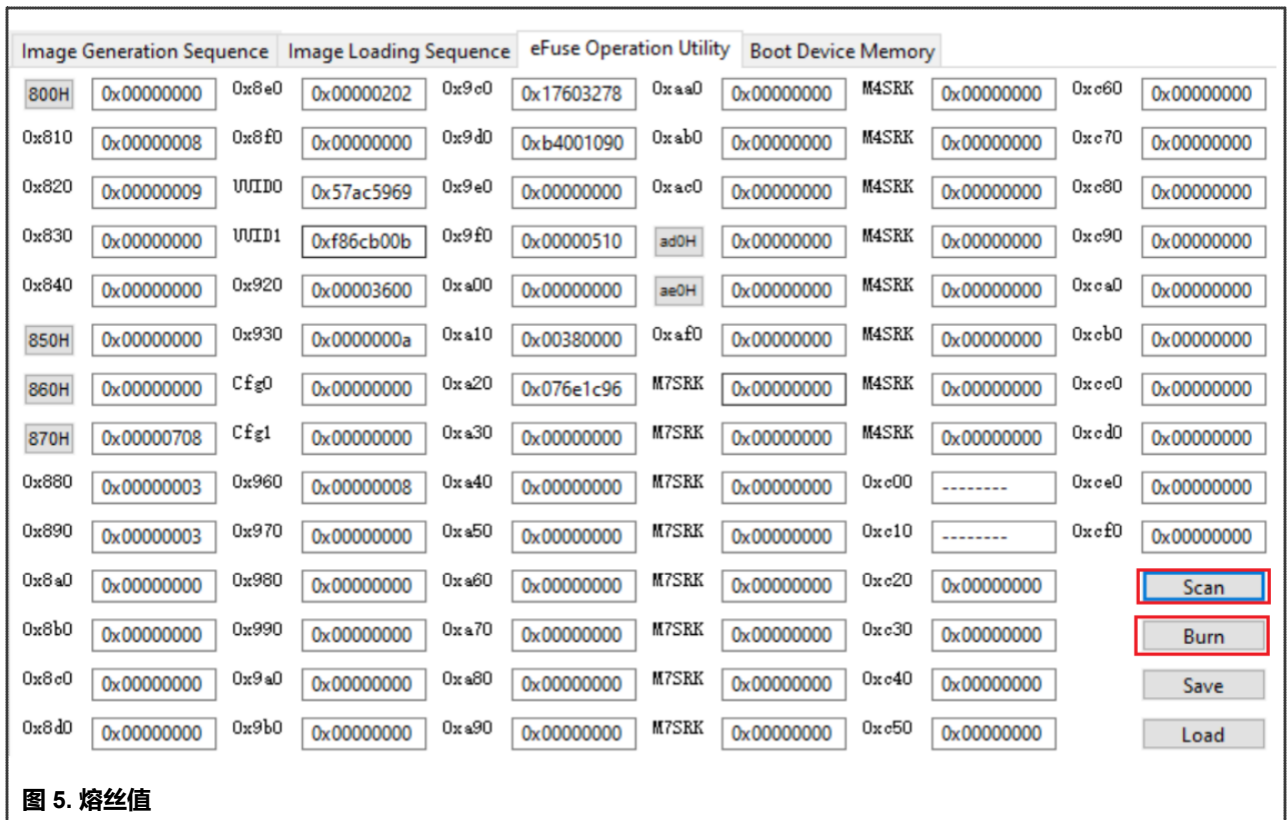 Image Generation Sequence Image Loading Sequence eFuse Operation Utility Boot Device Memory
800H 0x00000000 0x8e0 0x00000202 0x9c0 0x17603278 0xaa0 0x00000000 M4SRK 0x00000000 0xc60 0x00000000
0x810 0x00000008 0x8f0 0x00000000 0x9d0 0xb4001090 0xab0 0x00000000 M4SRK 0x00000000 0xc70 0x00000000
0x820 0x00000009 UUID0 0x57ac5969 0x9e0 0x00000000 0xac0 0x00000000 M4SRK 0x00000000 0xc80 0x00000000
0x830 0x00000000 UUID1 0xf86cb00b 0x9f0 0x00000510 ad0H 0x00000000 M4SRK 0x00000000 0xc90 0x00000000
0x840 0x00000000 0x920 0x00003600 0xa00 0x00000000 ae0H 0x00000000 M4SRK 0x00000000 0xca0 0x00000000
850H 0x00000000 0x930 0x0000000a 0xa10 0x00380000 0xaf0 0x00000000 M4SRK 0x00000000 0xcb0 0x00000000
860H 0x00000000 Cfg0 0x00000000 0xa20 0x076e1c96 M7SRK 0x00000000 M4SRK 0x00000000 0xcc0 0x00000000
870H 0x00000708 Cfg1 0x00000000 0xa30 0x00000000 M7SRK 0x00000000 M4SRK 0x00000000 0xcd0 0x00000000
0x880 0x00000003 0x960 0x00000008 0xa40 0x00000000 M7SRK 0x00000000 0xc00 -------- 0xce0 0x00000000
0x890 0x00000003 0x970 0x00000000 0xa50 0x00000000 M7SRK 0x00000000 0xc10 -------- 0xcf0 0x00000000
0x8a0 0x00000000 0x980 0x00000000 0xa60 0x00000000 M7SRK 0x00000000 0xc20 0x00000000 Scan
0x8b0 0x00000000 0x990 0x00000000 0xa70 0x00000000 M7SRK 0x00000000 0xc30 0x00000000 Burn
0x8c0 0x00000000 0x9a0 0x00000000 0xa80 0x00000000 M7SRK 0x00000000 0xc40 0x00000000 Save
0x8d0 0x00000000 0x9b0 0x00000000 0xa90 0x00000000 M7SRK 0x00000000 0xc50 0x00000000 Load
图 5. 熔丝值